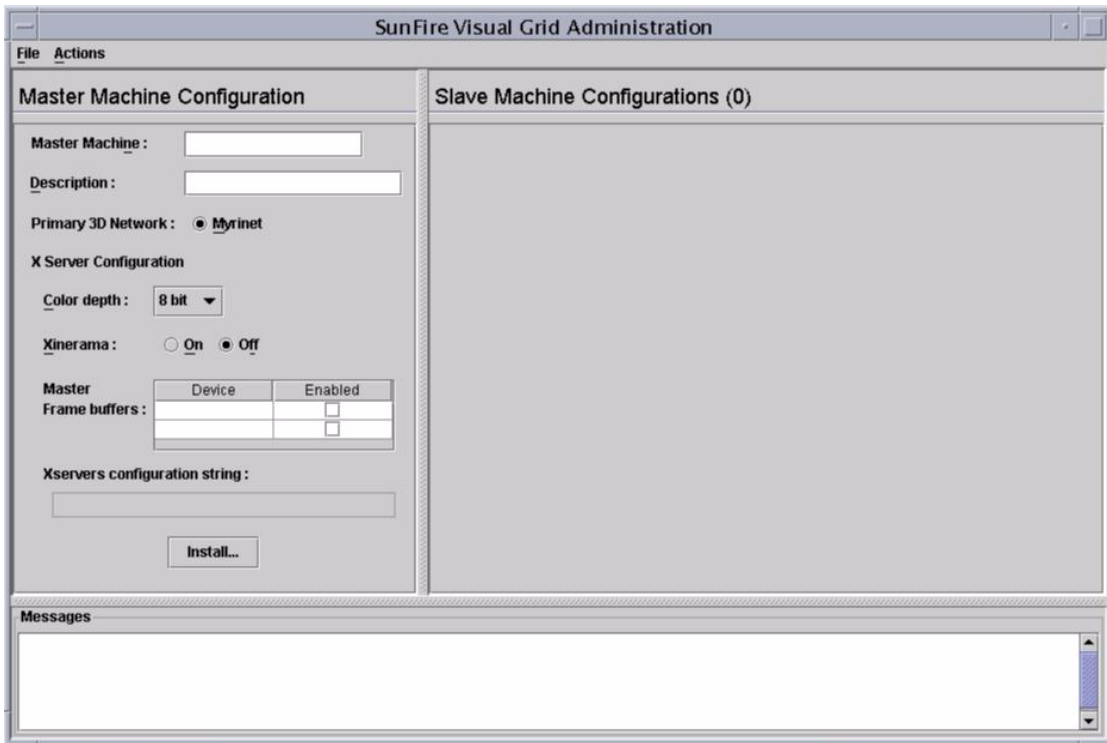 SunFire Visual Grid Administration
File Actions
Master Machine Configuration
Master Machine :
Description :
Primary 3D Network : Myrinet
X Server Configuration
Color depth : 8 bit
Xinerama : On Off
Master
Frame buffers :
Device Enabled
Xservers configuration string :
Install...
Slave Machine Configurations (0)
Messages